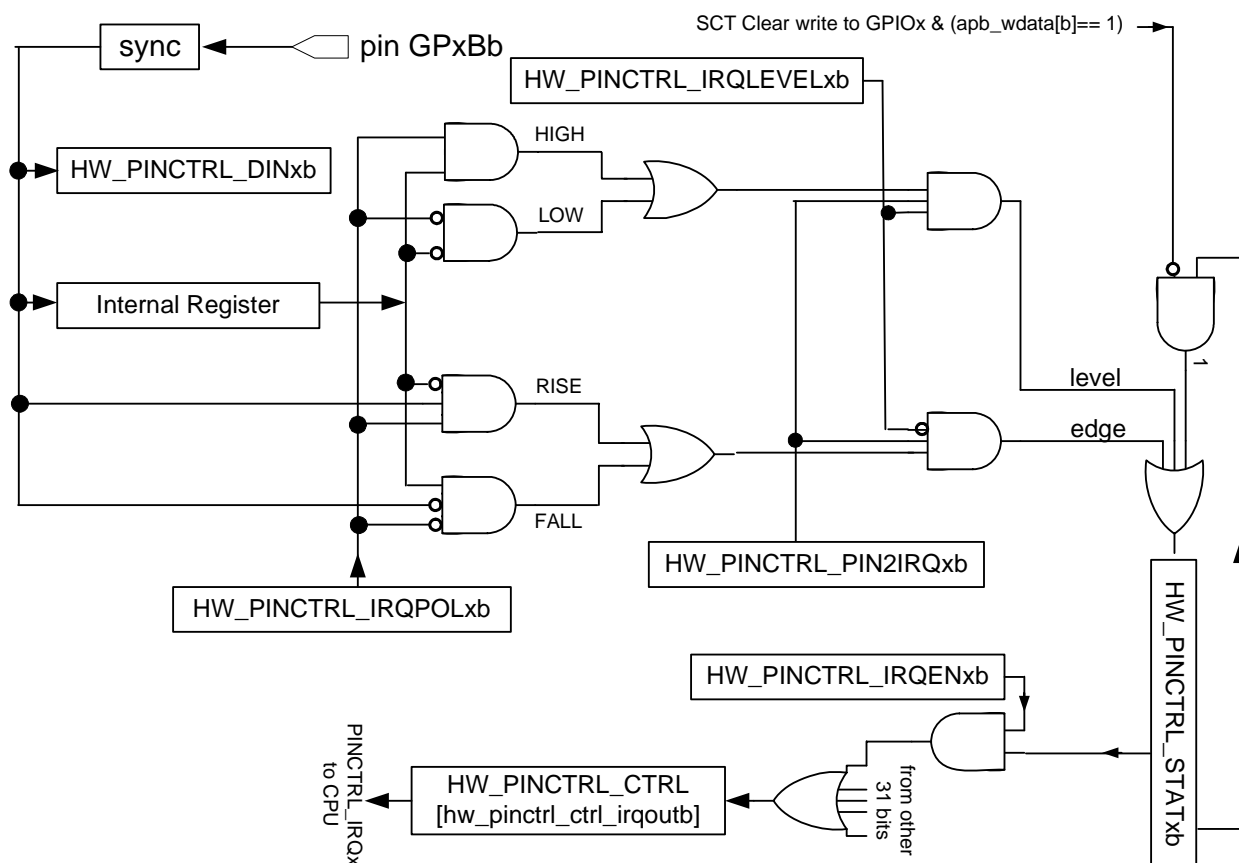 SCT Clear write to GPIOx & (apb_wdata[b]== 1)
sync
pin GPxBb
HW_PINCTRL_IRQLEVELxb
HIGH
HW_PINCTRL_DINxb
LOW
Internal Register
1
level
RISE
edge
FALL
HW_PINCTRL_PIN2IRQxb
HW_PINCTRL_IRQPOLxb
HW_PINCTRL_STATxb
HW_PINCTRL_IRQENxb
from other
31 bits
HW_PINCTRL_CTRL
[hw_pinctrl_ctrl_irqoutb]
PINCTRL_IRQx
to CPU